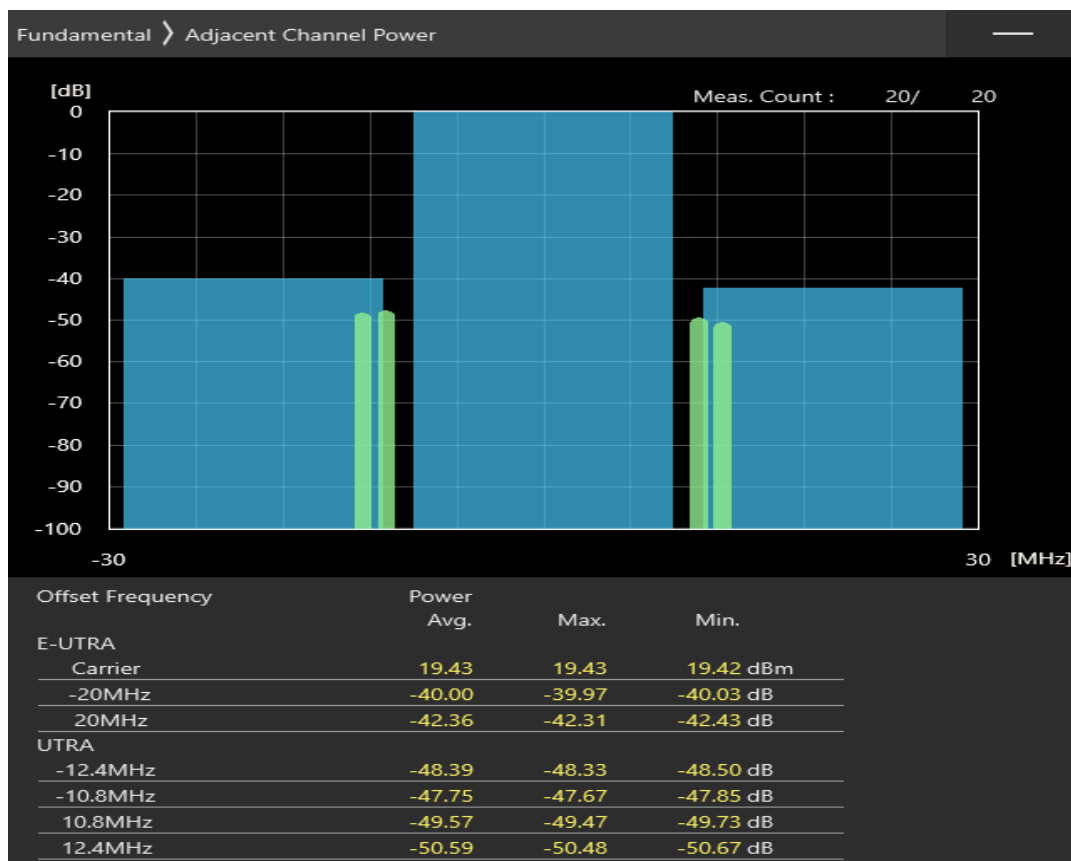 Fundamental ❯ Adjacent Channel Power
[dB]
Meas. Count : 20/ 20
0
-10
-20
-30
-40
-50
-60
-70
-80
-90
-100
-30 30 [MHz]
Offset Frequency Power
Avg. Max. Min.
E-UTRA
Carrier 19.43 19.43 19.42 dBm
-20MHz -40.00 -39.97 -40.03 dB
20MHz -42.36 -42.31 -42.43 dB
UTRA
-12.4MHz -48.39 -48.33 -48.50 dB
-10.8MHz -47.75 -47.67 -47.85 dB
10.8MHz -49.57 -49.47 -49.73 dB
12.4MHz -50.59 -50.48 -50.67 dB